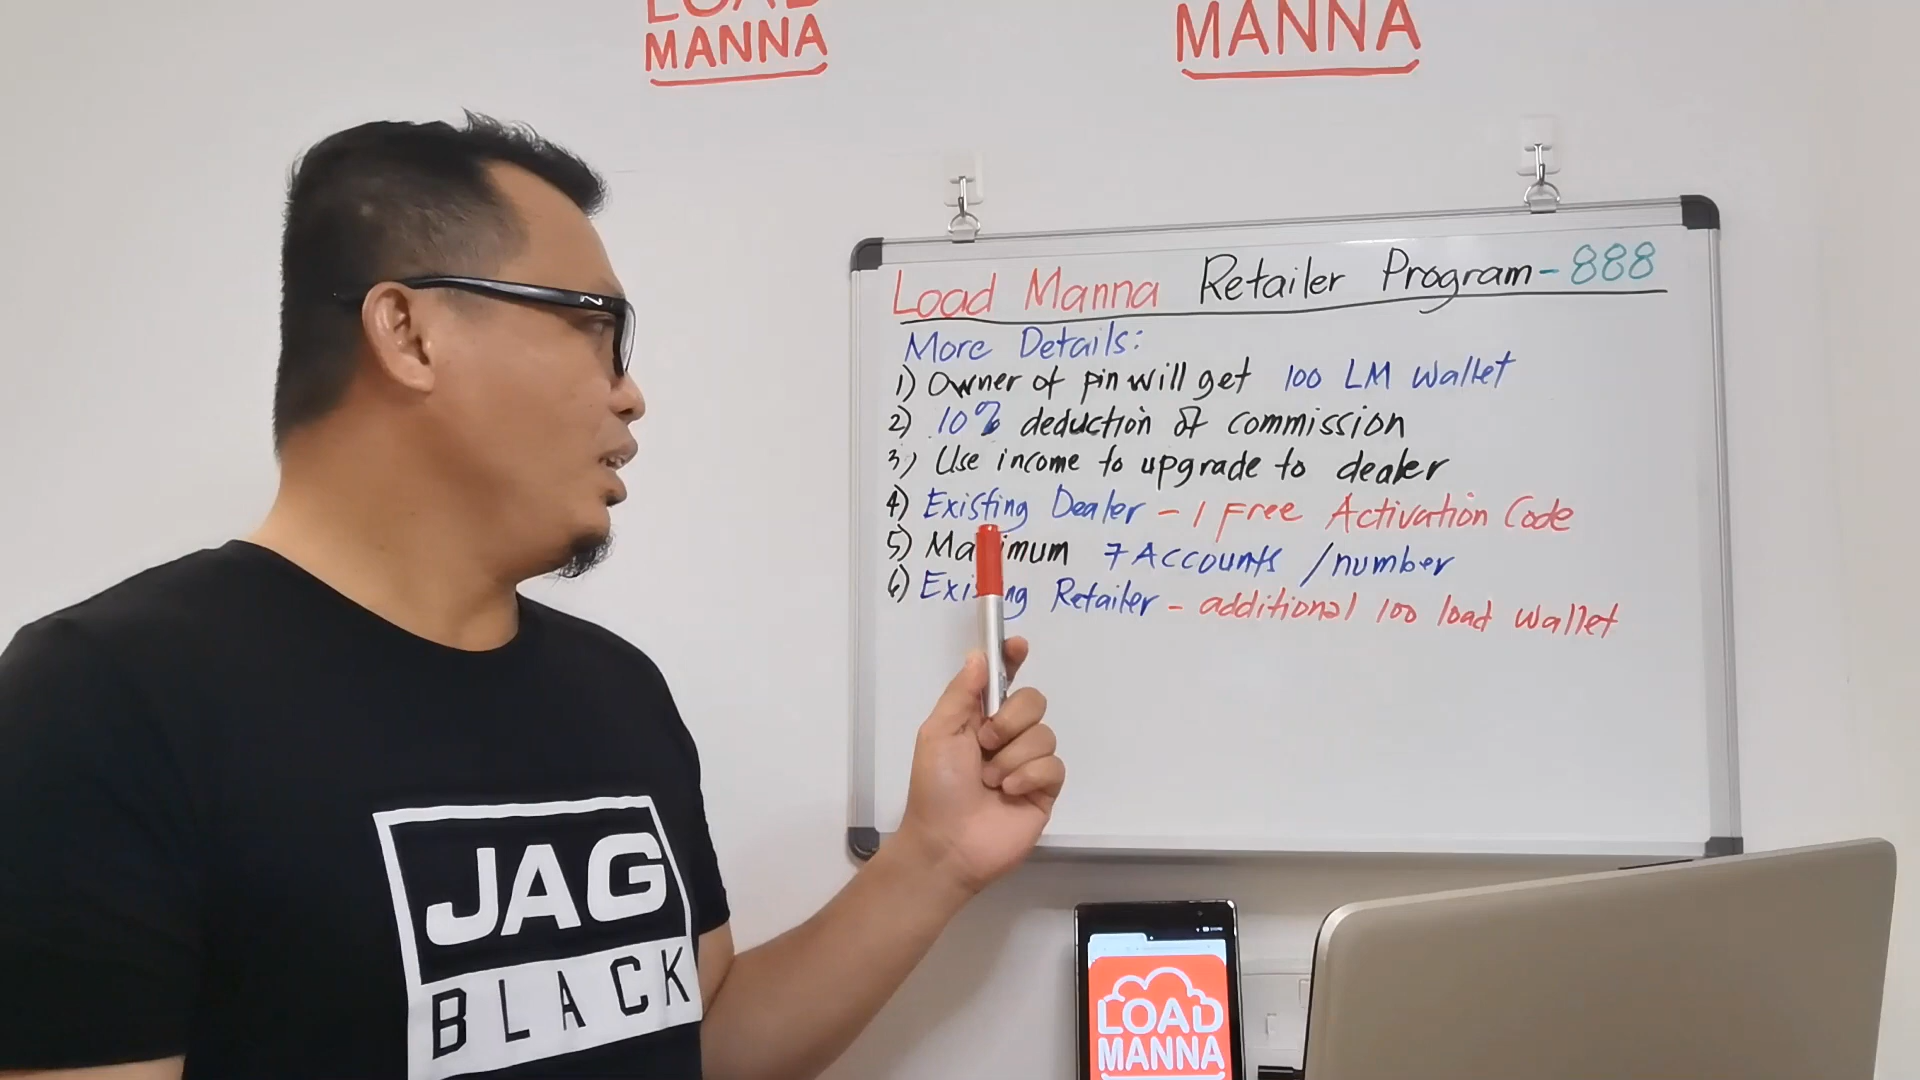 LOAD
MANNA
MANNA
Load Manna Retailer Program - 888
More Details:
1) Owner of pin will get 100 LM Wallet
2) 10% deduction of commission
3) Use income to upgrade to dealer
4) Existing Dealer - 1 Free Activation Code
5) Maximum 7 Accounts / number
6) Existing Retailer - additional 100 load wallet
JAG
BLACK
LOAD
MANNA